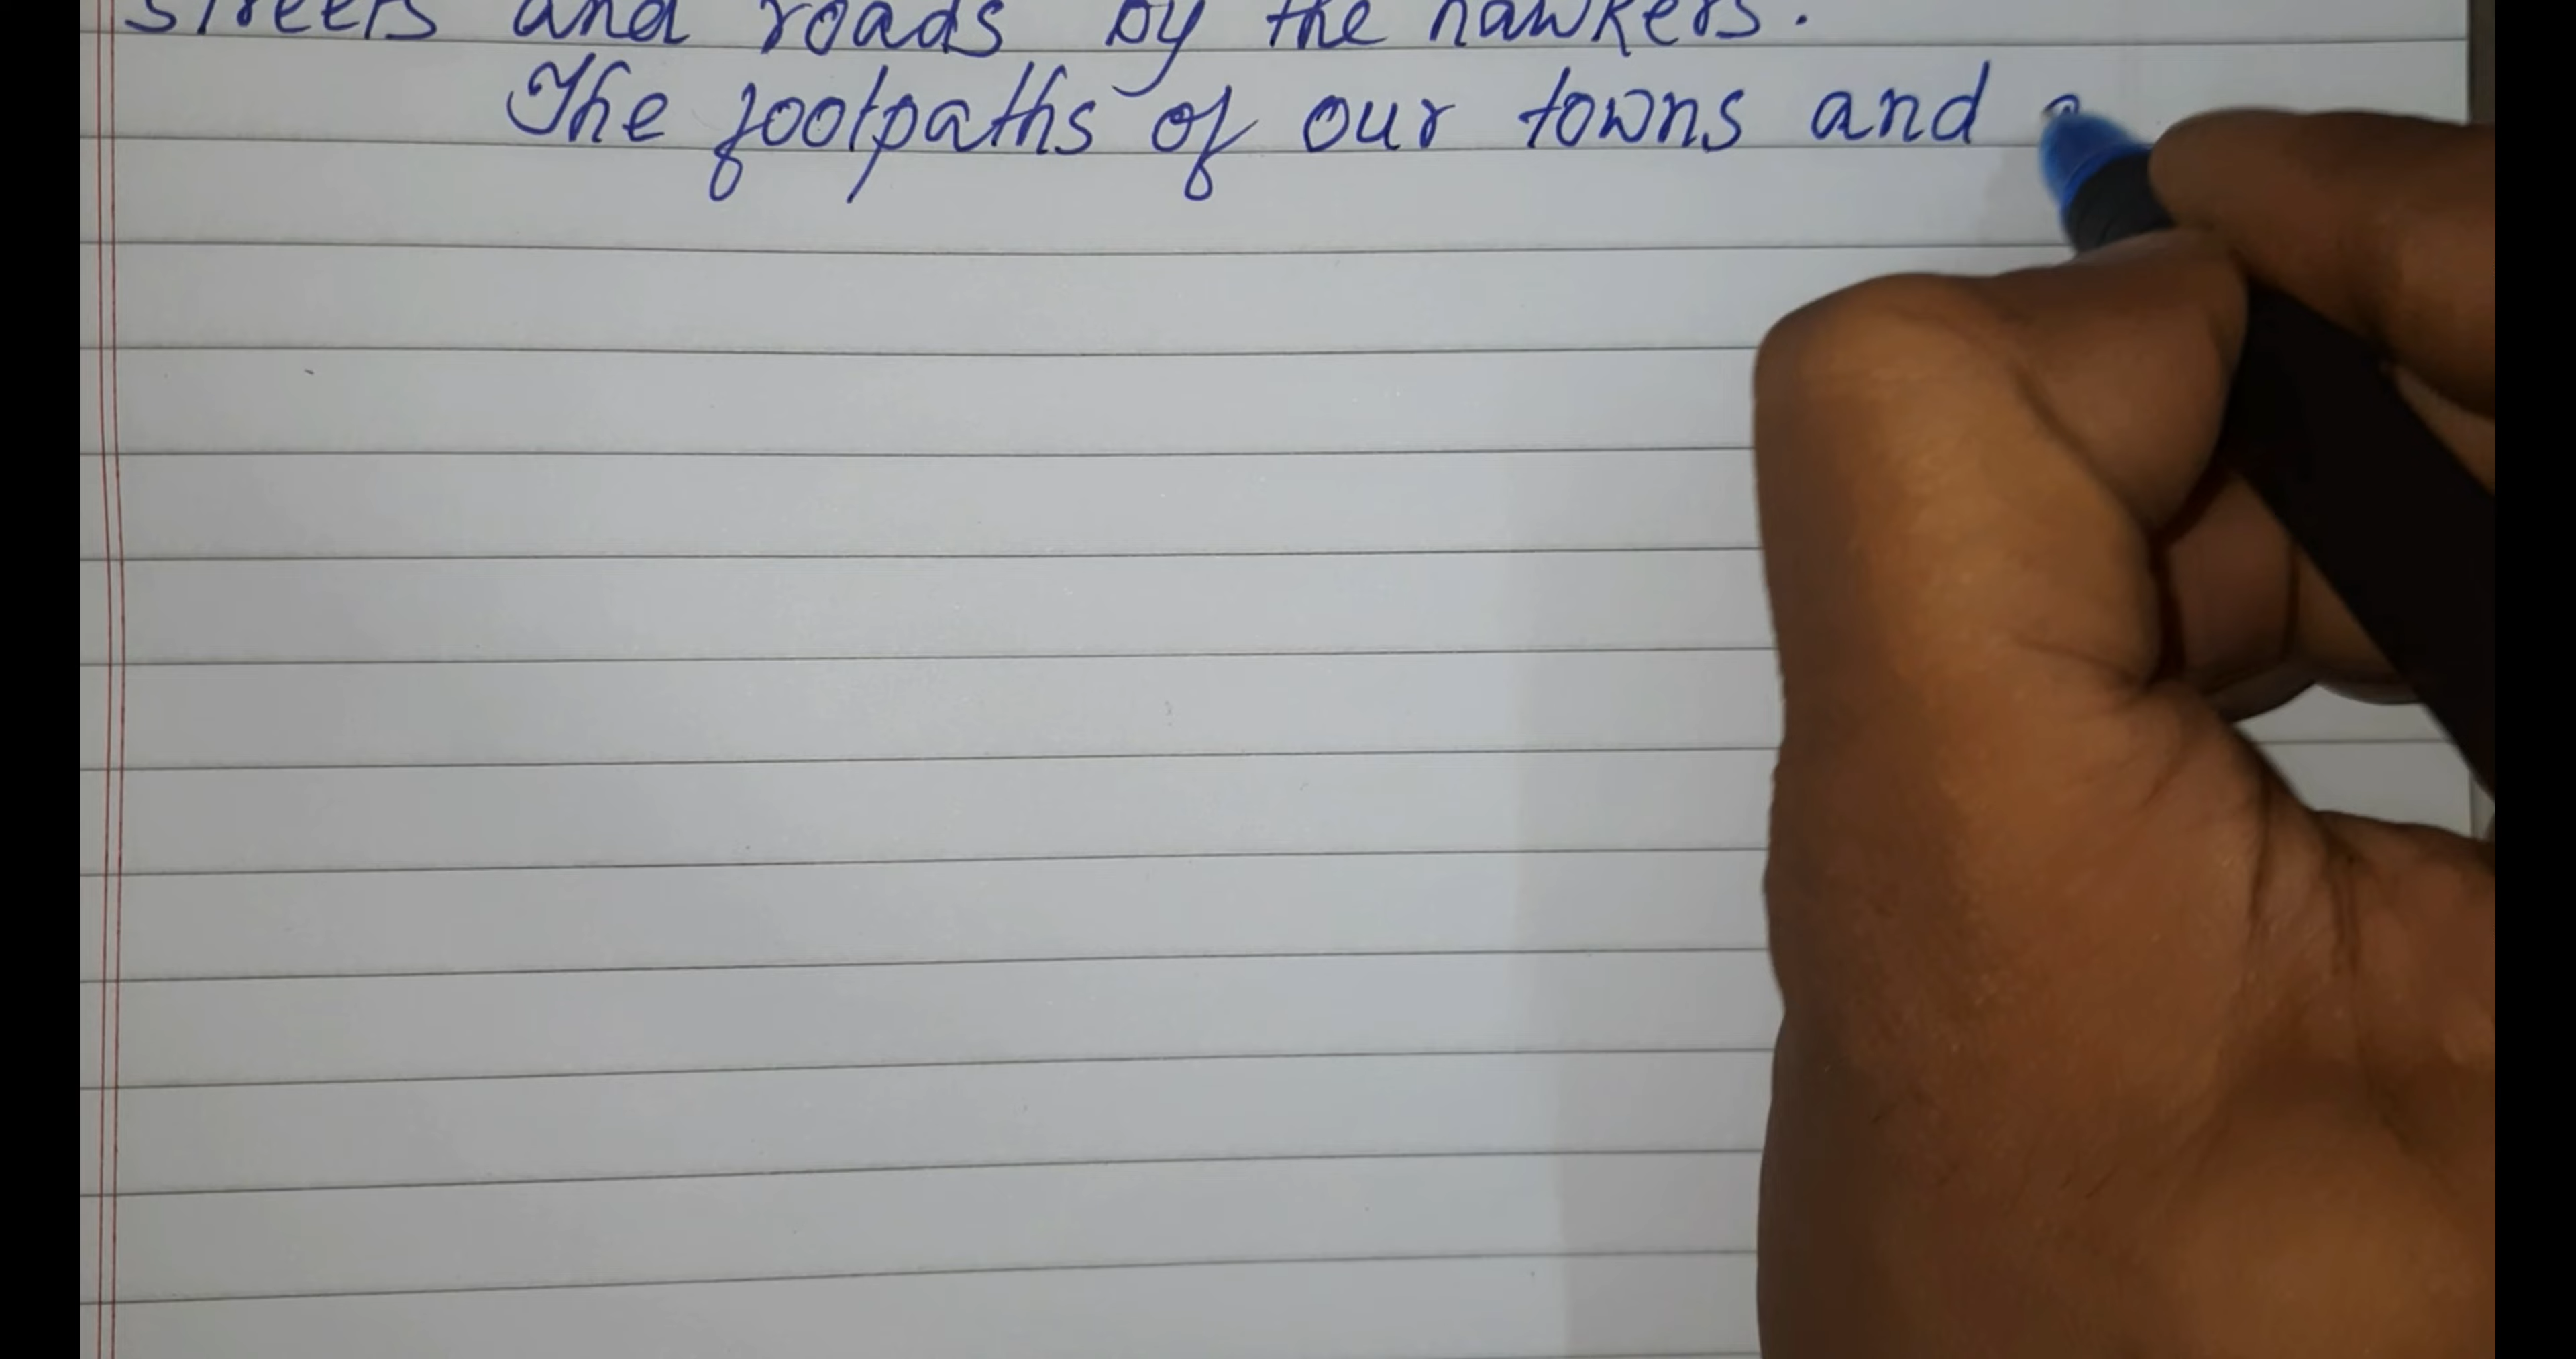 streets and roads by the hawkers.
The footpaths of our towns and